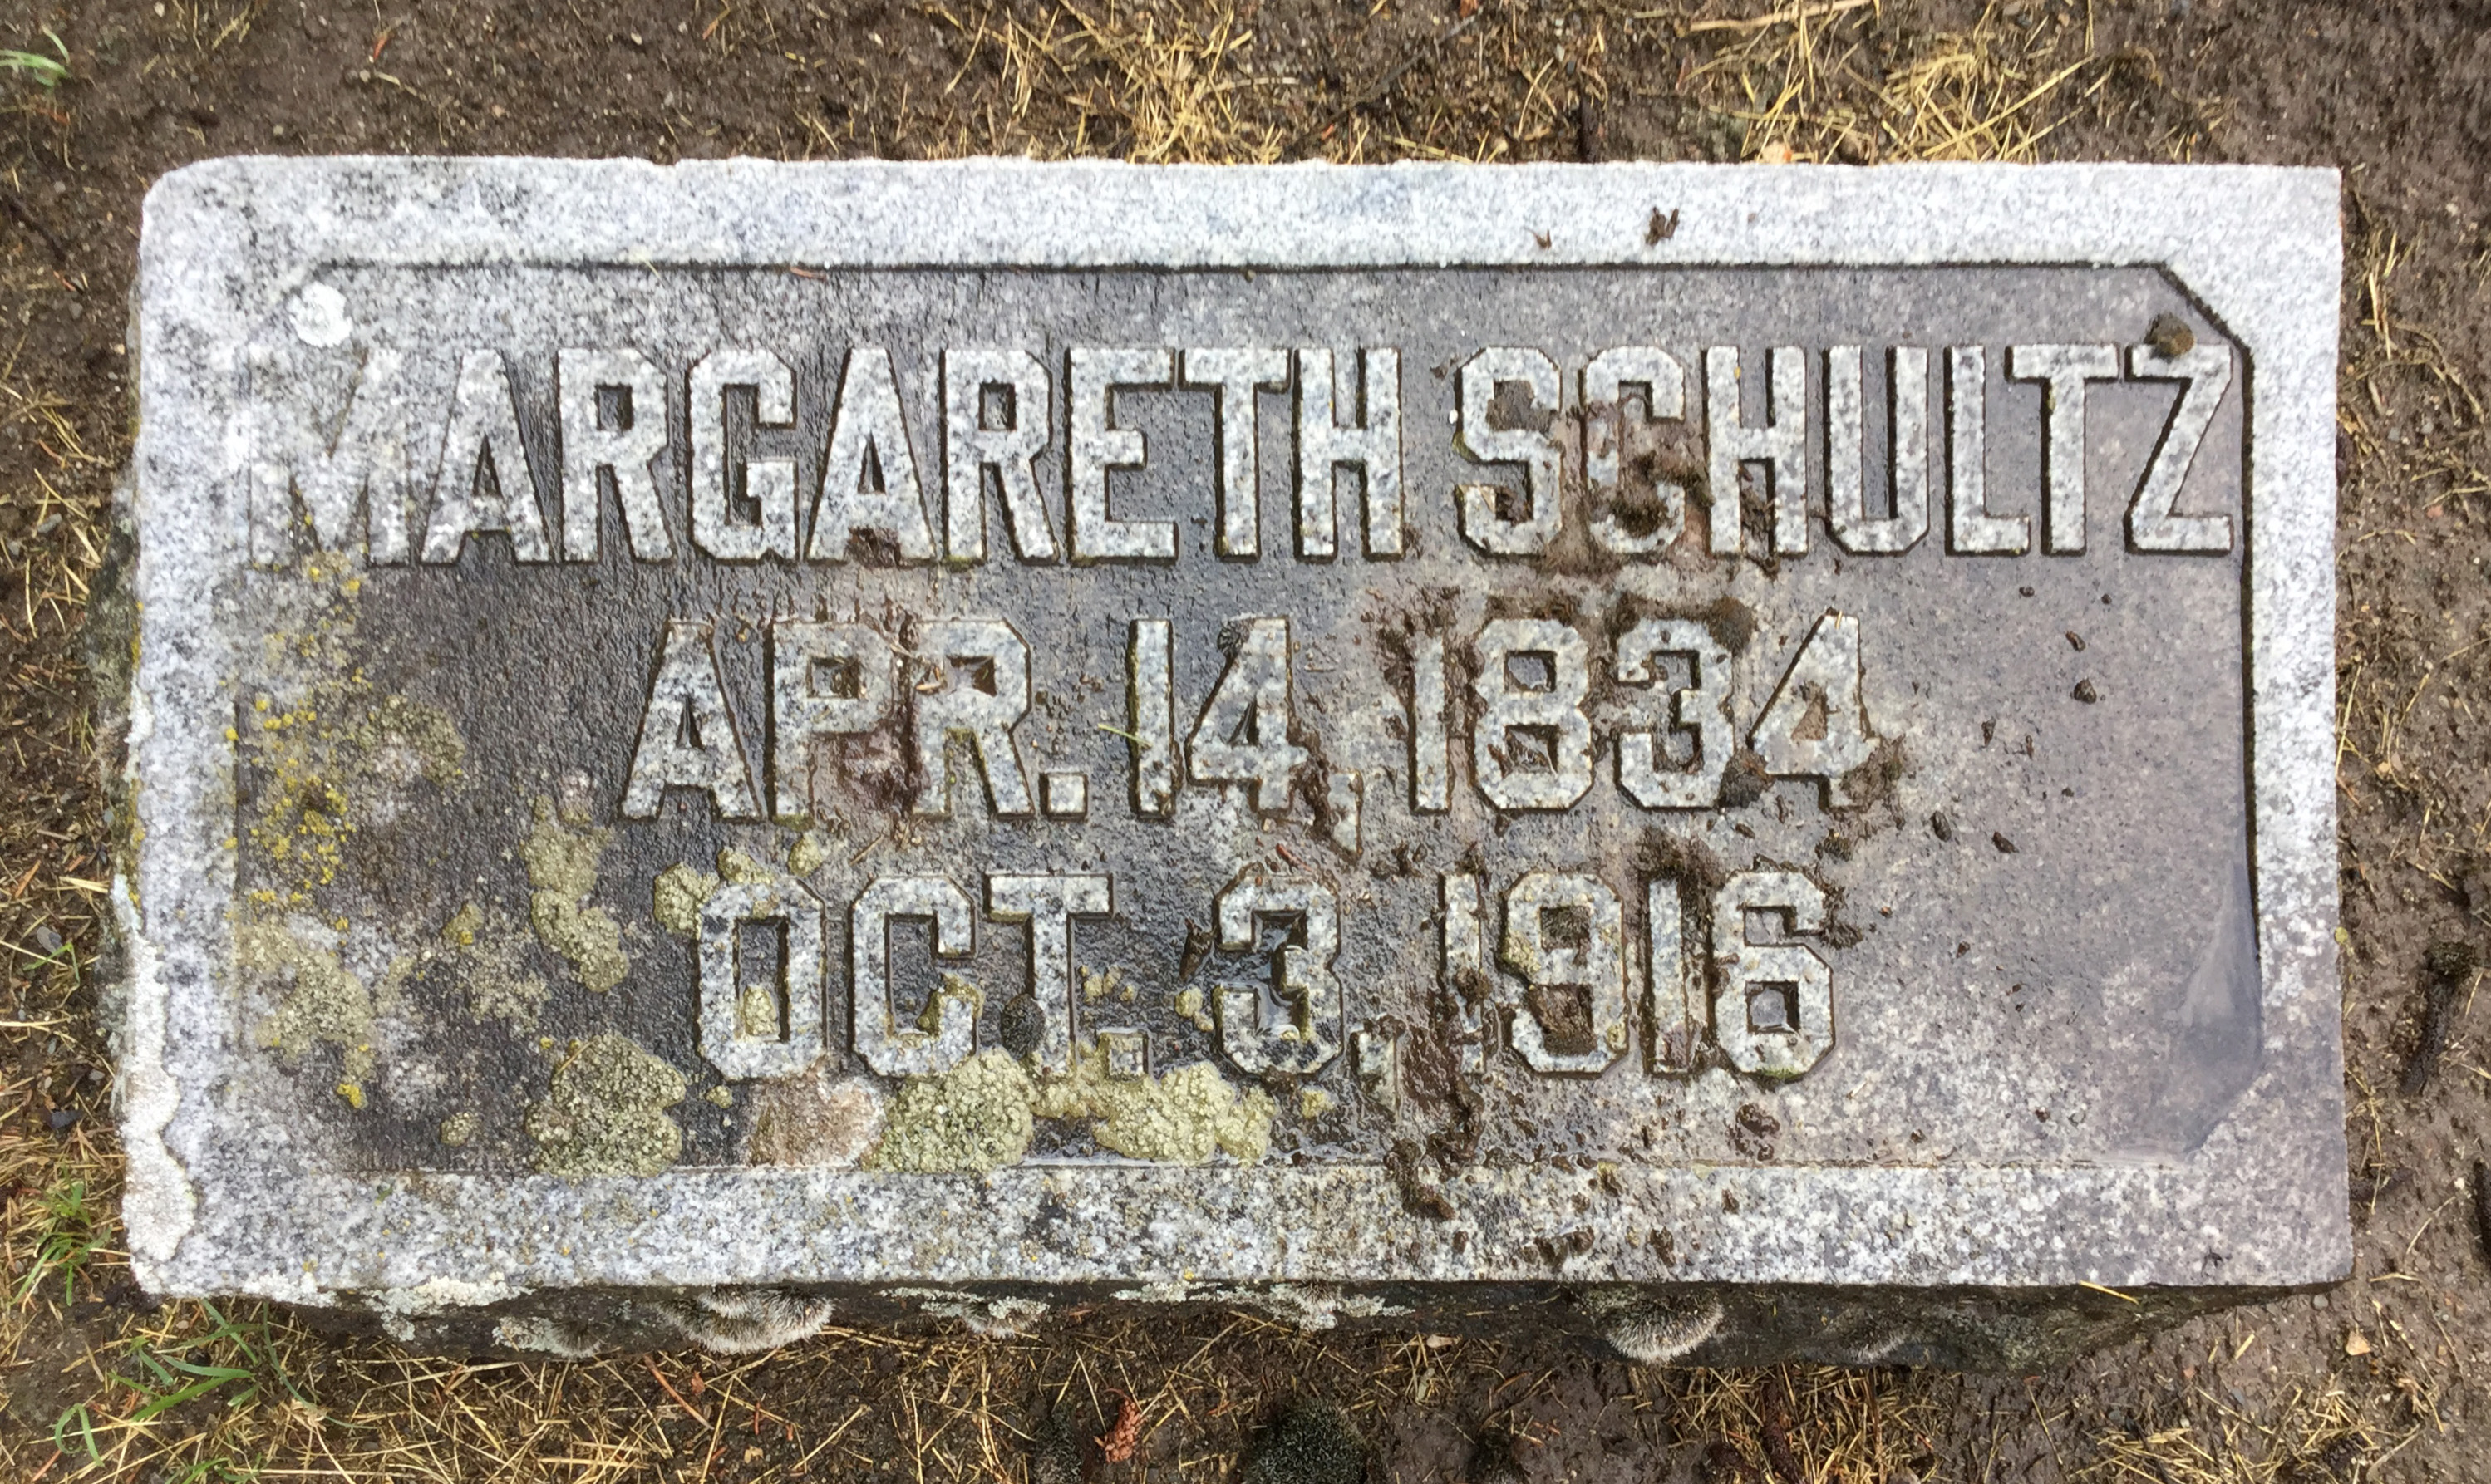 MARGARETH SCHULTZ
APR. 14, 1834
OCT. 3, 1916